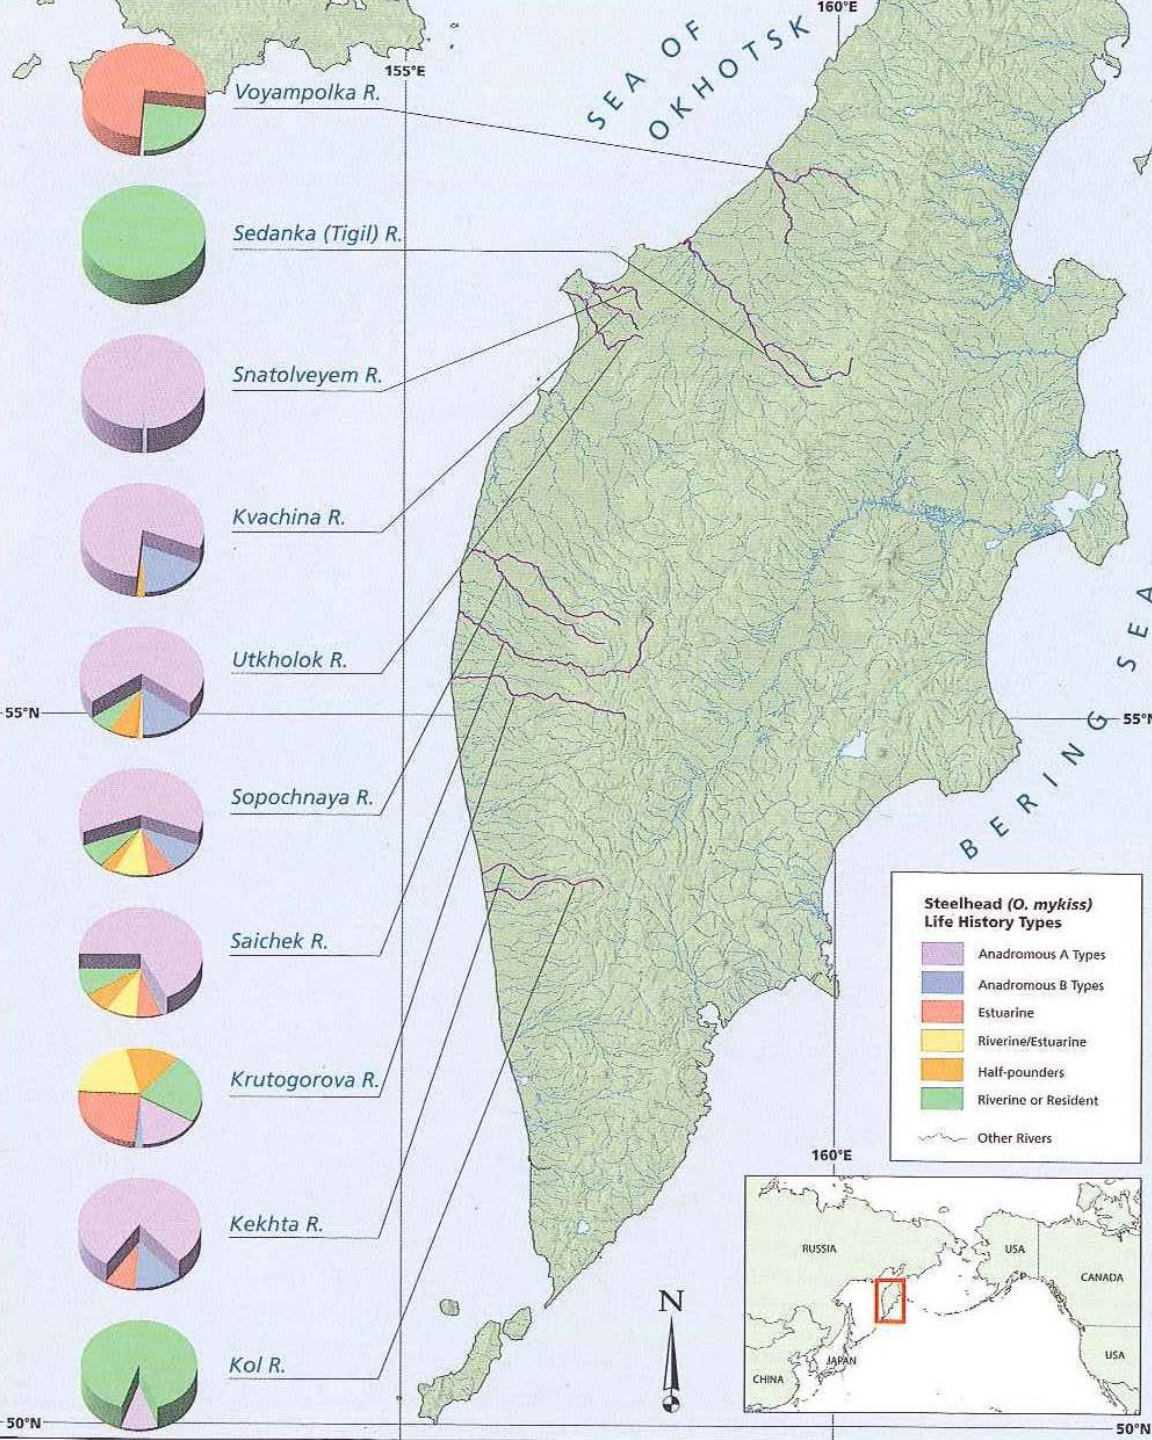 160°E
155°E
SEA OF
OKHOTSK
Voyampolka R.
Sedanka (Tigil) R.
Snatolveyem R.
Kvachina R.
Utkholok R.
55°N
55°N
Sopochnaya R.
Saichek R.
Krutogorova R.
Kekhta R.
Kol R.
BERING SEA
Steelhead (O. mykiss)
Life History Types
Anadromous A Types
Anadromous B Types
Estuarine
Riverine/Estuarine
Half-pounders
Riverine or Resident
Other Rivers
160°E
RUSSIA
USA
CANADA
USA
JAPAN
CHINA
N
50°N
50°N